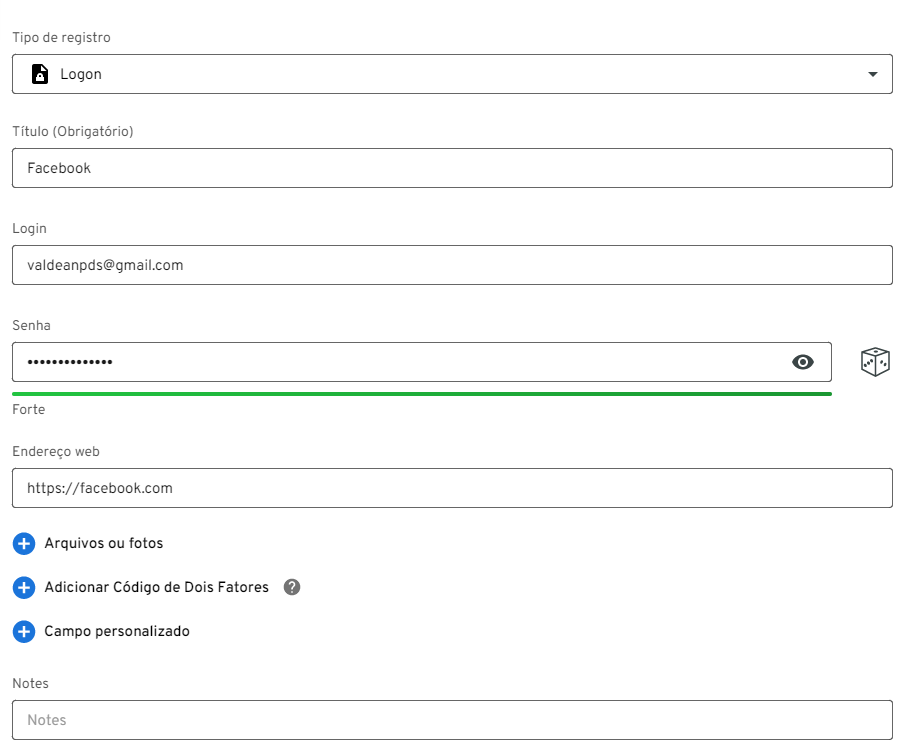 Tipo de registro
Logon
Título (Obrigatório)
Facebook
Login
valdeanpds@gmail.com
Senha
••••••••••••••
Forte
Endereço web
https://facebook.com
Arquivos ou fotos
Adicionar Código de Dois Fatores ?
Campo personalizado
Notes
Notes